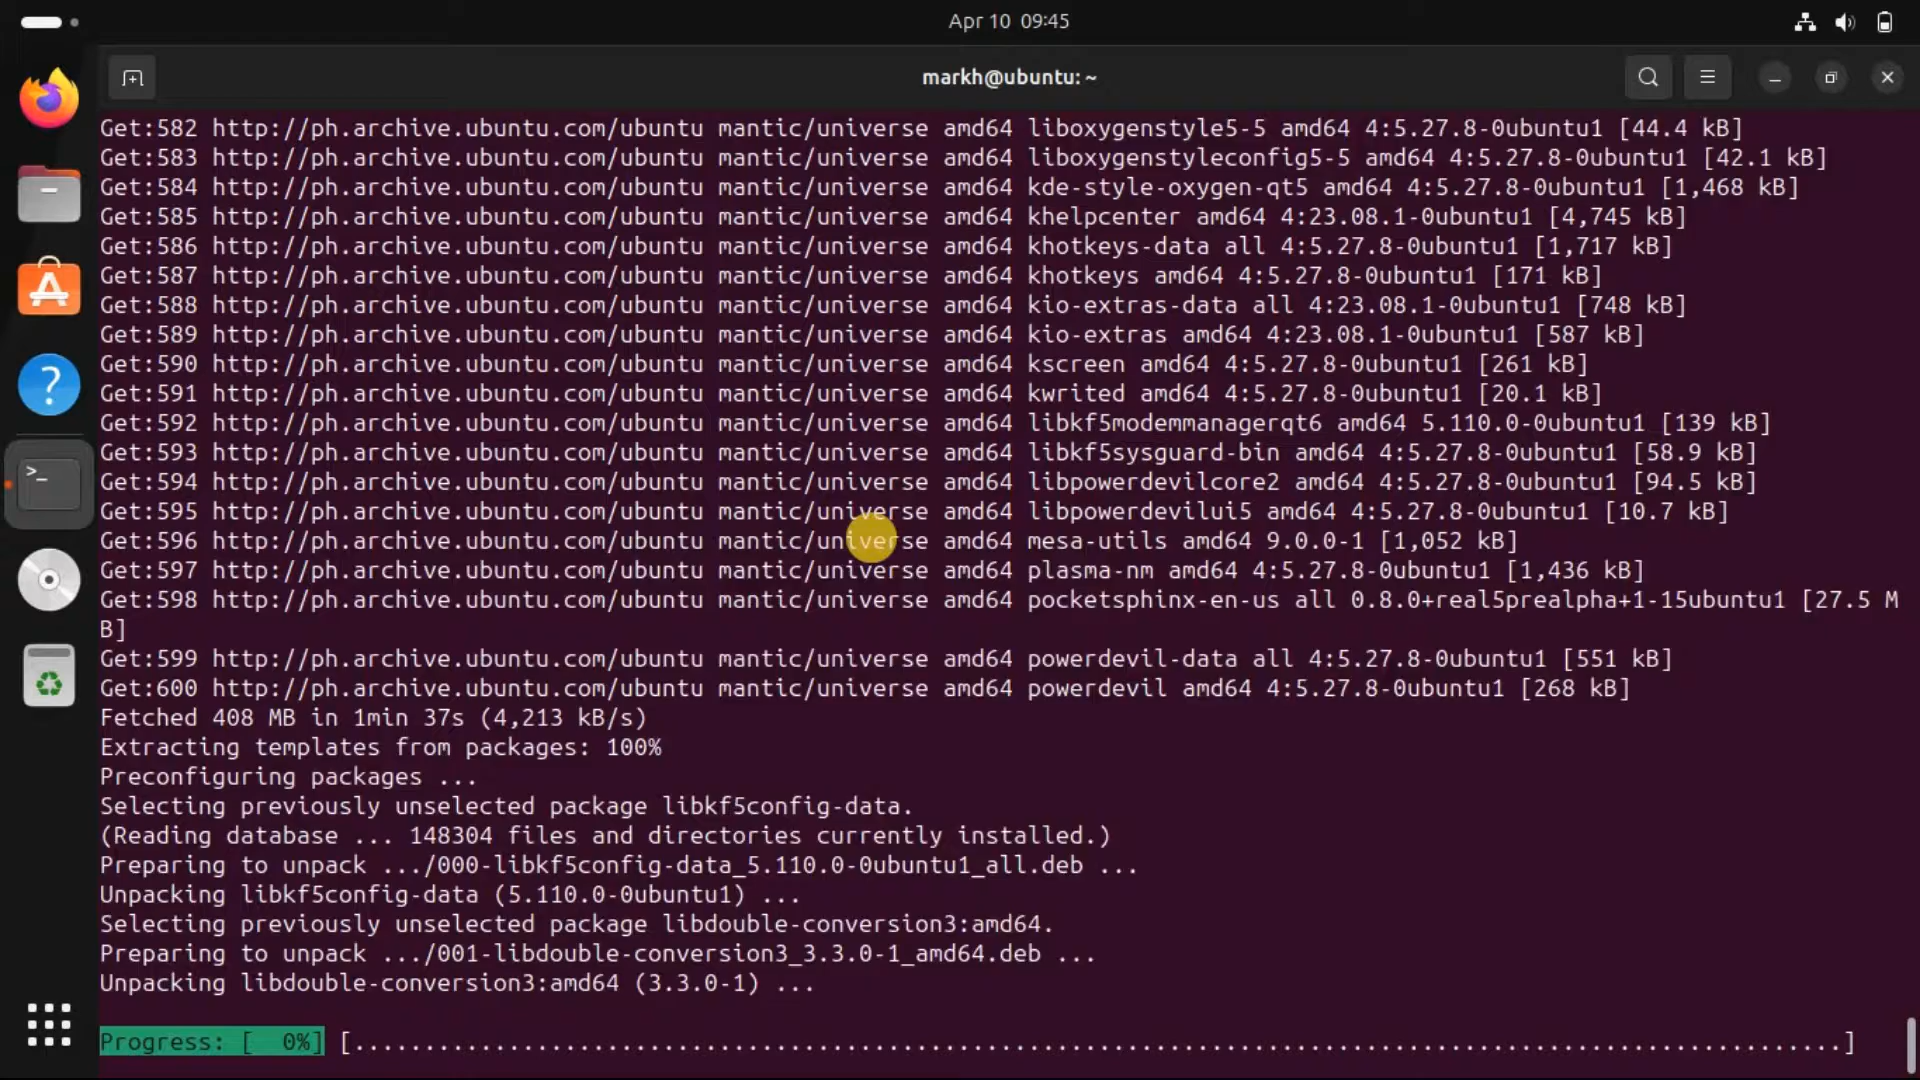 Apr 10 09:45
markh@ubuntu: ~
Get:582 http://ph.archive.ubuntu.com/ubuntu mantic/universe amd64 liboxygenstyle5-5 amd64 4:5.27.8-0ubuntu1 [44.4 kB]
Get:583 http://ph.archive.ubuntu.com/ubuntu mantic/universe amd64 liboxygenstyleconfig5-5 amd64 4:5.27.8-0ubuntu1 [42.1 kB]
Get:584 http://ph.archive.ubuntu.com/ubuntu mantic/universe amd64 kde-style-oxygen-qt5 amd64 4:5.27.8-0ubuntu1 [1,468 kB]
Get:585 http://ph.archive.ubuntu.com/ubuntu mantic/universe amd64 khelpcenter amd64 4:23.08.1-0ubuntu1 [4,745 kB]
Get:586 http://ph.archive.ubuntu.com/ubuntu mantic/universe amd64 khotkeys-data all 4:5.27.8-0ubuntu1 [1,717 kB]
Get:587 http://ph.archive.ubuntu.com/ubuntu mantic/universe amd64 khotkeys amd64 4:5.27.8-0ubuntu1 [171 kB]
Get:588 http://ph.archive.ubuntu.com/ubuntu mantic/universe amd64 kio-extras-data all 4:23.08.1-0ubuntu1 [748 kB]
Get:589 http://ph.archive.ubuntu.com/ubuntu mantic/universe amd64 kio-extras amd64 4:23.08.1-0ubuntu1 [587 kB]
Get:590 http://ph.archive.ubuntu.com/ubuntu mantic/universe amd64 kscreen amd64 4:5.27.8-0ubuntu1 [261 kB]
Get:591 http://ph.archive.ubuntu.com/ubuntu mantic/universe amd64 kwrited amd64 4:5.27.8-0ubuntu1 [20.1 kB]
Get:592 http://ph.archive.ubuntu.com/ubuntu mantic/universe amd64 libkf5modemmanagerqt6 amd64 5.110.0-0ubuntu1 [139 kB]
Get:593 http://ph.archive.ubuntu.com/ubuntu mantic/universe amd64 libkf5sysguard-bin amd64 4:5.27.8-0ubuntu1 [58.9 kB]
Get:594 http://ph.archive.ubuntu.com/ubuntu mantic/universe amd64 libpowerdevilcore2 amd64 4:5.27.8-0ubuntu1 [94.5 kB]
Get:595 http://ph.archive.ubuntu.com/ubuntu mantic/universe amd64 libpowerdevilui5 amd64 4:5.27.8-0ubuntu1 [10.7 kB]
Get:596 http://ph.archive.ubuntu.com/ubuntu mantic/universe amd64 mesa-utils amd64 9.0.0-1 [1,052 kB]
Get:597 http://ph.archive.ubuntu.com/ubuntu mantic/universe amd64 plasma-nm amd64 4:5.27.8-0ubuntu1 [1,436 kB]
Get:598 http://ph.archive.ubuntu.com/ubuntu mantic/universe amd64 pocketsphinx-en-us all 0.8.0+real5prealpha+1-15ubuntu1 [27.5 M
B]
Get:599 http://ph.archive.ubuntu.com/ubuntu mantic/universe amd64 powerdevil-data all 4:5.27.8-0ubuntu1 [551 kB]
Get:600 http://ph.archive.ubuntu.com/ubuntu mantic/universe amd64 powerdevil amd64 4:5.27.8-0ubuntu1 [268 kB]
Fetched 408 MB in 1min 37s (4,213 kB/s)
Extracting templates from packages: 100%
Preconfiguring packages ...
Selecting previously unselected package libkf5config-data.
(Reading database ... 148304 files and directories currently installed.)
Preparing to unpack .../000-libkf5config-data_5.110.0-0ubuntu1_all.deb ...
Unpacking libkf5config-data (5.110.0-0ubuntu1) ...
Selecting previously unselected package libdouble-conversion3:amd64.
Preparing to unpack .../001-libdouble-conversion3_3.3.0-1_amd64.deb ...
Unpacking libdouble-conversion3:amd64 (3.3.0-1) ...
Progress: [  0%] [..........................................................................................................]